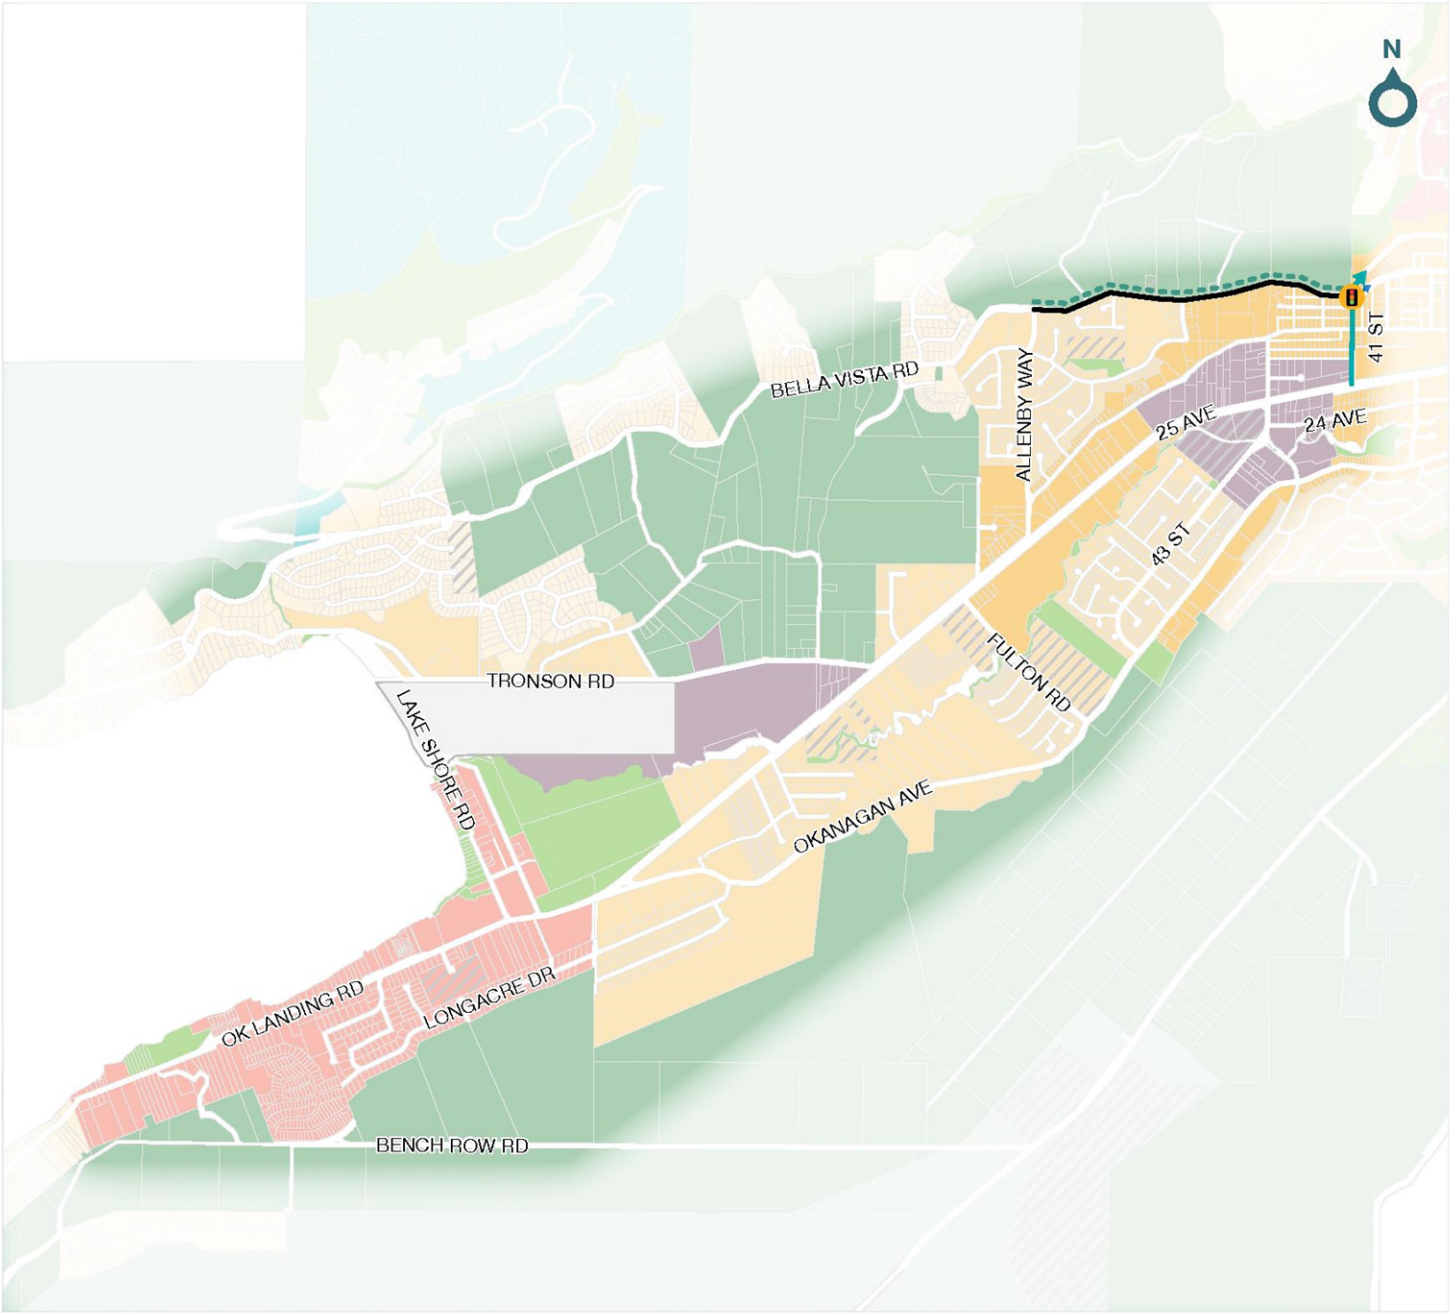 N
41 ST
BELLA VISTA RD
ALLENBY WAY
25 AVE
24 AVE
43 ST
FULTON RD
TRONSON RD
LAKE SHORE RD
OKANAGAN AVE
OK LANDING RD
LONGACRE DR
BENCH ROW RD